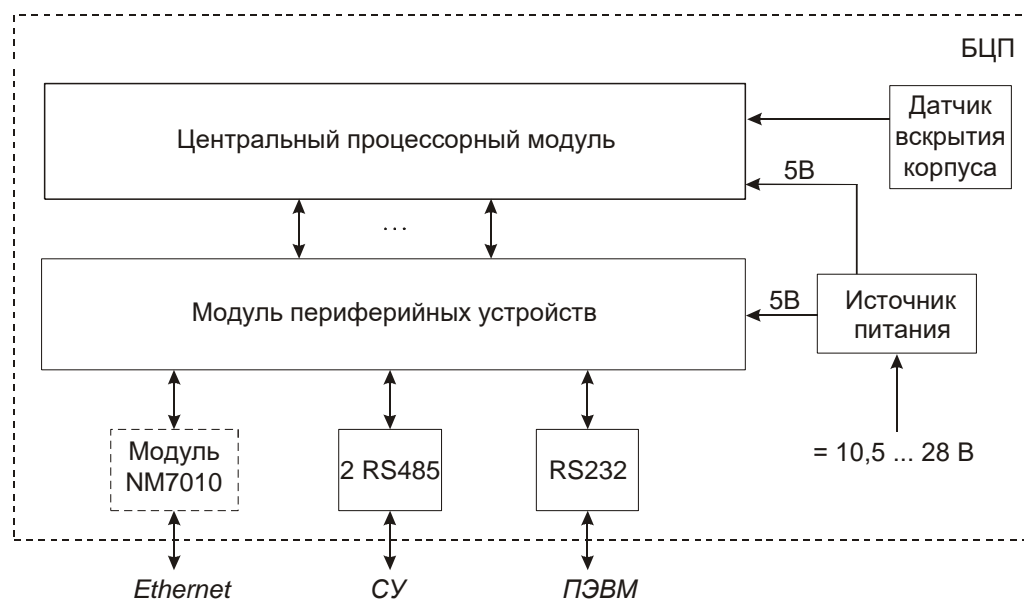 БЦП
Центральный процессорный модуль
Датчик
вскрытия
корпуса
5В
...
Модуль периферийных устройств
5В
Источник
питания
Модуль
NM7010
2 RS485
RS232
= 10,5 ... 28 В
Ethernet
СУ
ПЭВМ